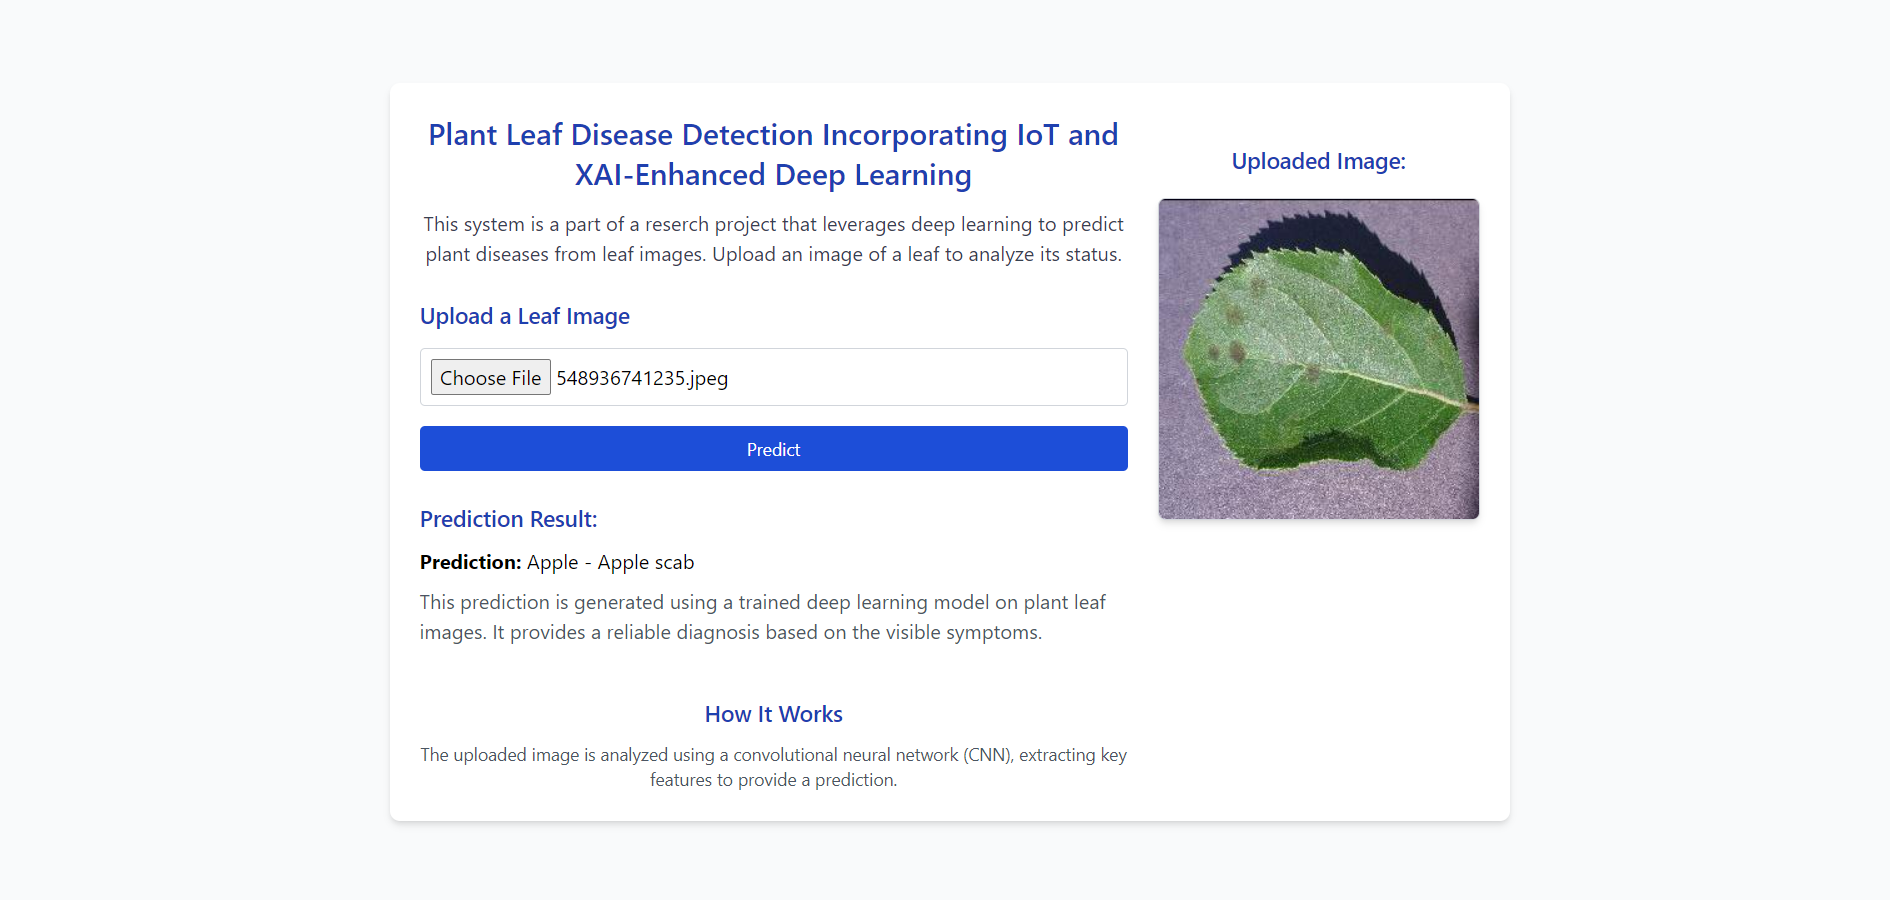 Plant Leaf Disease Detection Incorporating IoT and
XAI-Enhanced Deep Learning
This system is a part of a reserch project that leverages deep learning to predict
plant diseases from leaf images. Upload an image of a leaf to analyze its status.
Upload a Leaf Image
Choose File 548936741235.jpeg
Predict
Prediction Result:
Prediction: Apple - Apple scab
This prediction is generated using a trained deep learning model on plant leaf
images. It provides a reliable diagnosis based on the visible symptoms.
How It Works
The uploaded image is analyzed using a convolutional neural network (CNN), extracting key
features to provide a prediction.
Uploaded Image: